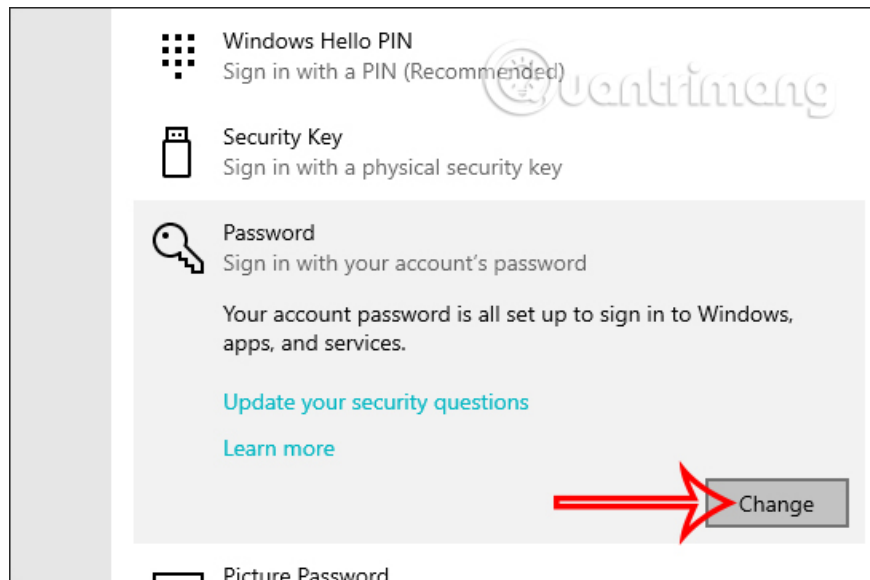 Windows Hello PIN
Sign in with a PIN (Recommended)
Quantrimang
Security Key
Sign in with a physical security key
Password
Sign in with your account's password
Your account password is all set up to sign in to Windows,
apps, and services.
Update your security questions
Learn more
Change
Picture Password